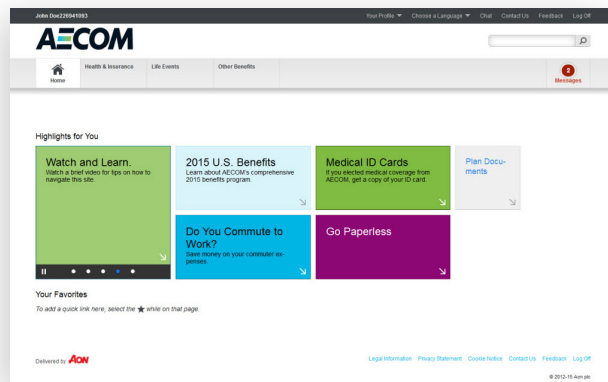 John Doe226941093
Your Profile Choose a Language Chat Contact Us Feedback Log Off
AECOM
Home Health & Insurance Life Events Other Benefits 2
Messages
Highlights for You
Watch and Learn.
Watch a brief video for tips on how to
navigate this site.
2015 U.S. Benefits
Learn about AECOM's comprehensive
2015 benefits program.
Medical ID Cards
If you elected medical coverage from
AECOM, get a copy of your ID card.
Plan Docu-
ments
Do You Commute to
Work?
Save money on your commuter ex-
penses.
Go Paperless
Your Favorites
To add a quick link here, select the ★ while on that page.
Delivered by AON
Legal Information Privacy Statement Cookie Notice Contact Us Feedback Log Off
© 2012-15 Aon plc